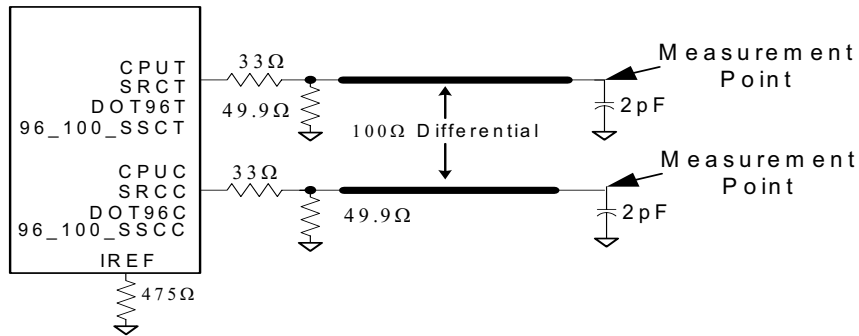 CPUT
SRCT
DOT96T
96_100_SSCT
33Ω
49.9Ω
100Ω Differential
Measurement
Point
2pF
CPUC
SRCC
DOT96C
96_100_SSCC
33Ω
49.9Ω
Measurement
Point
2pF
IREF
475Ω